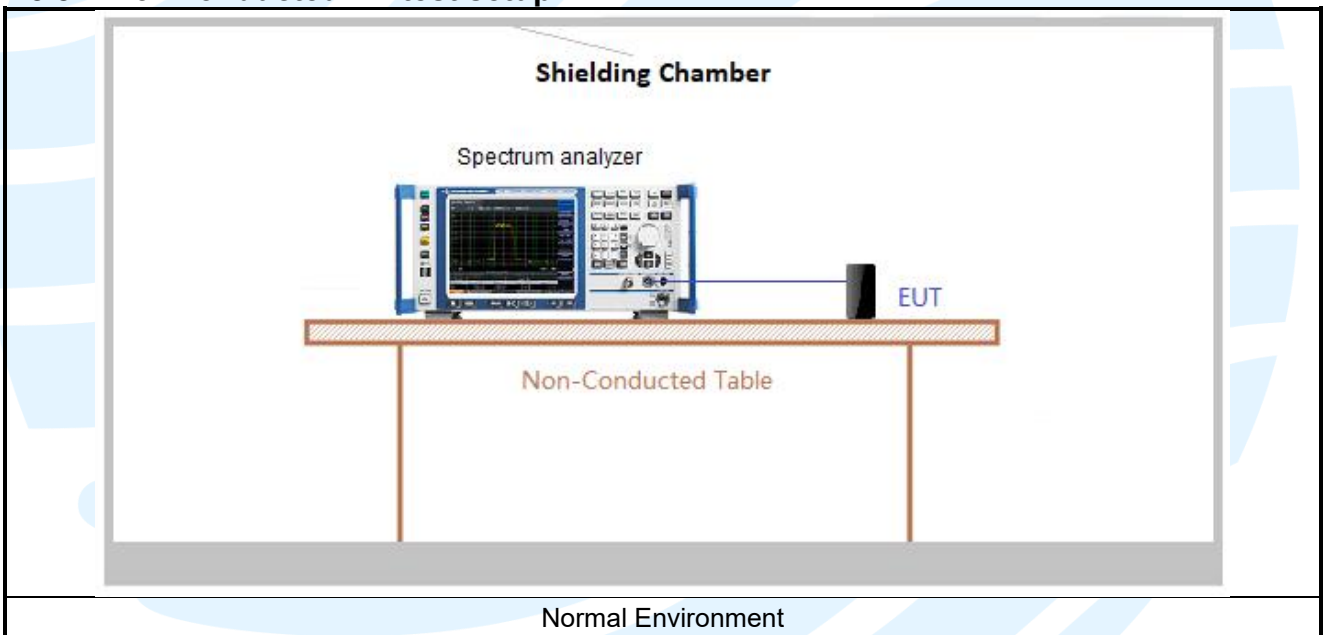 Shielding Chamber
Spectrum analyzer
EUT
Non-Conducted Table
Normal Environment